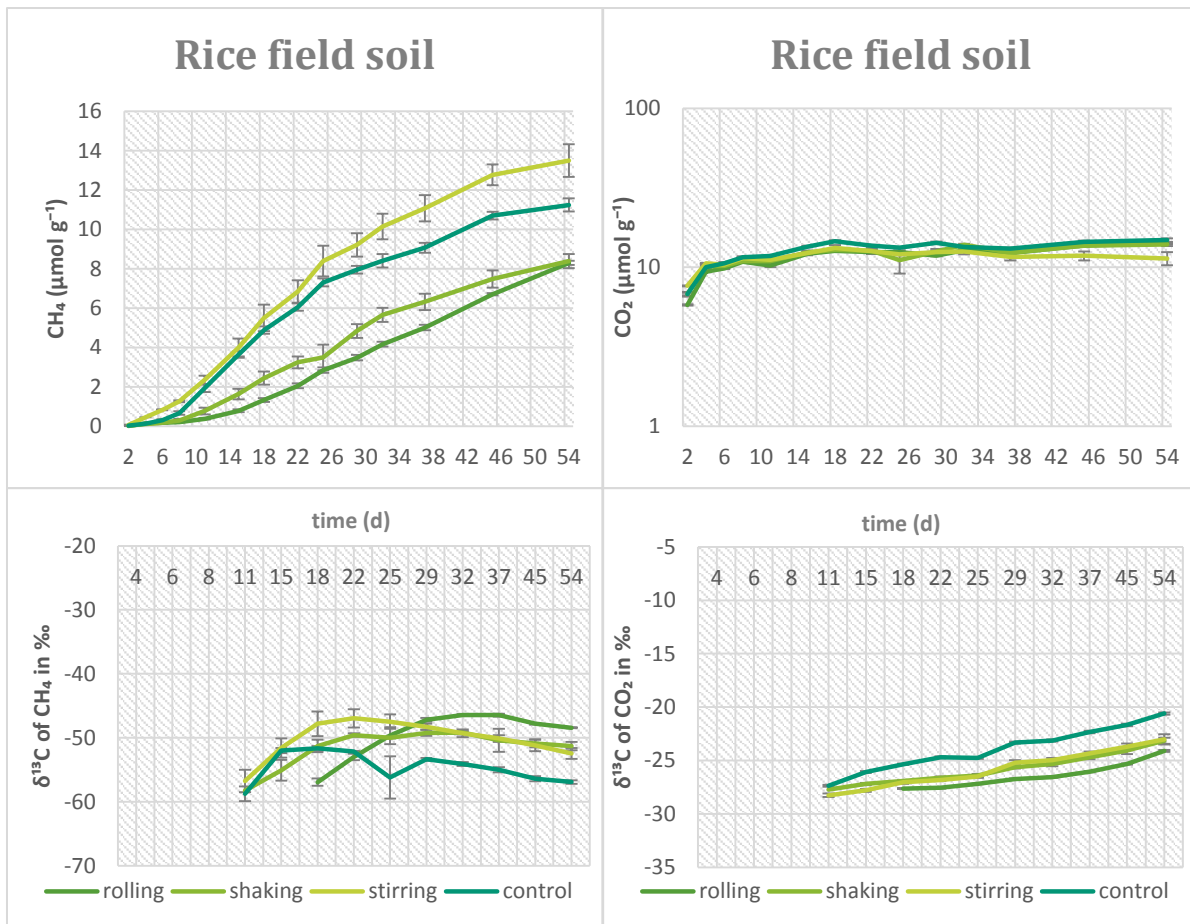 Rice field soil
CH₄ (µmol g⁻¹)
16
14
12
10
8
6
4
2
0
2 6 10 14 18 22 26 30 34 38 42 46 50 54
Rice field soil
CO₂ (µmol g⁻¹)
100
10
1
2 6 10 14 18 22 26 30 34 38 42 46 50 54
time (d)
δ¹³C of CH₄ in ‰
-20
-30
-40
-50
-60
-70
4 6 8 11 15 18 22 25 29 32 37 45 54
rolling shaking stirring control
time (d)
δ¹³C of CO₂ in ‰
-5
-10
-15
-20
-25
-30
-35
4 6 8 11 15 18 22 25 29 32 37 45 54
rolling shaking stirring control